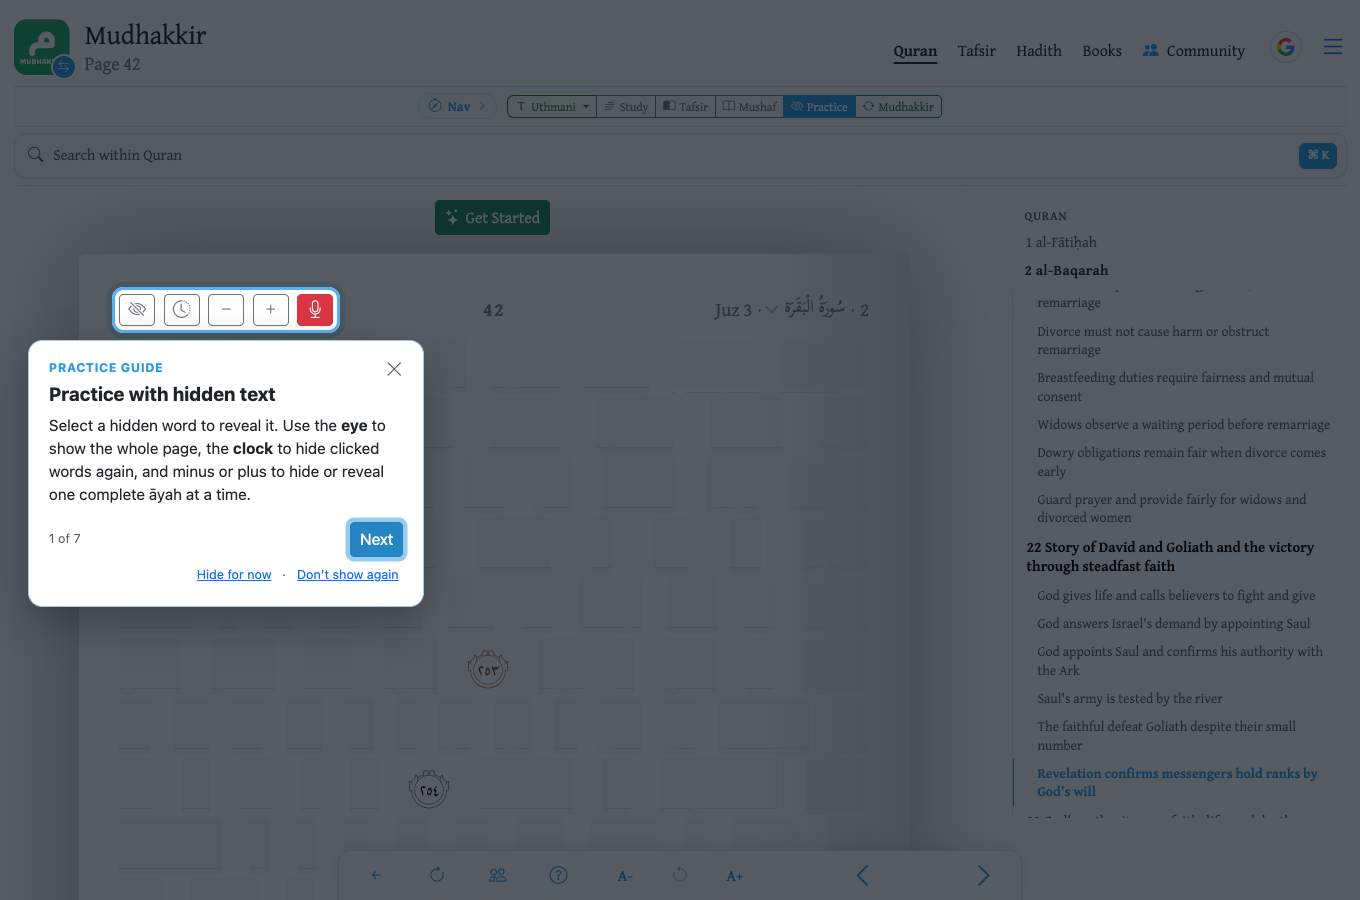 Mudhakkir
Page 42
Quran Tafsir Hadith Books Community
Nav Uthmani Study Tafsir Mushaf Practice Mudhakkir
Search within Quran
⌘ K
Get Started
42
Juz 3 · سُورَةُ الْبَقَرَة · 2
PRACTICE GUIDE
Practice with hidden text
Select a hidden word to reveal it. Use the eye to
show the whole page, the clock to hide clicked
words again, and minus or plus to hide or reveal
one complete āyah at a time.
1 of 7
Next
Hide for now · Don't show again
٢٥٣
٢٥٤
QURAN
1 al-Fātiḥah
2 al-Baqarah
remarriage
Divorce must not cause harm or obstruct
remarriage
Breastfeeding duties require fairness and mutual
consent
Widows observe a waiting period before remarriage
Dowry obligations remain fair when divorce comes
early
Guard prayer and provide fairly for widows and
divorced women
22 Story of David and Goliath and the victory
through steadfast faith
God gives life and calls believers to fight and give
God answers Israel's demand by appointing Saul
God appoints Saul and confirms his authority with
the Ark
Saul's army is tested by the river
The faithful defeat Goliath despite their small
number
Revelation confirms messengers hold ranks by
God's will
A- A+